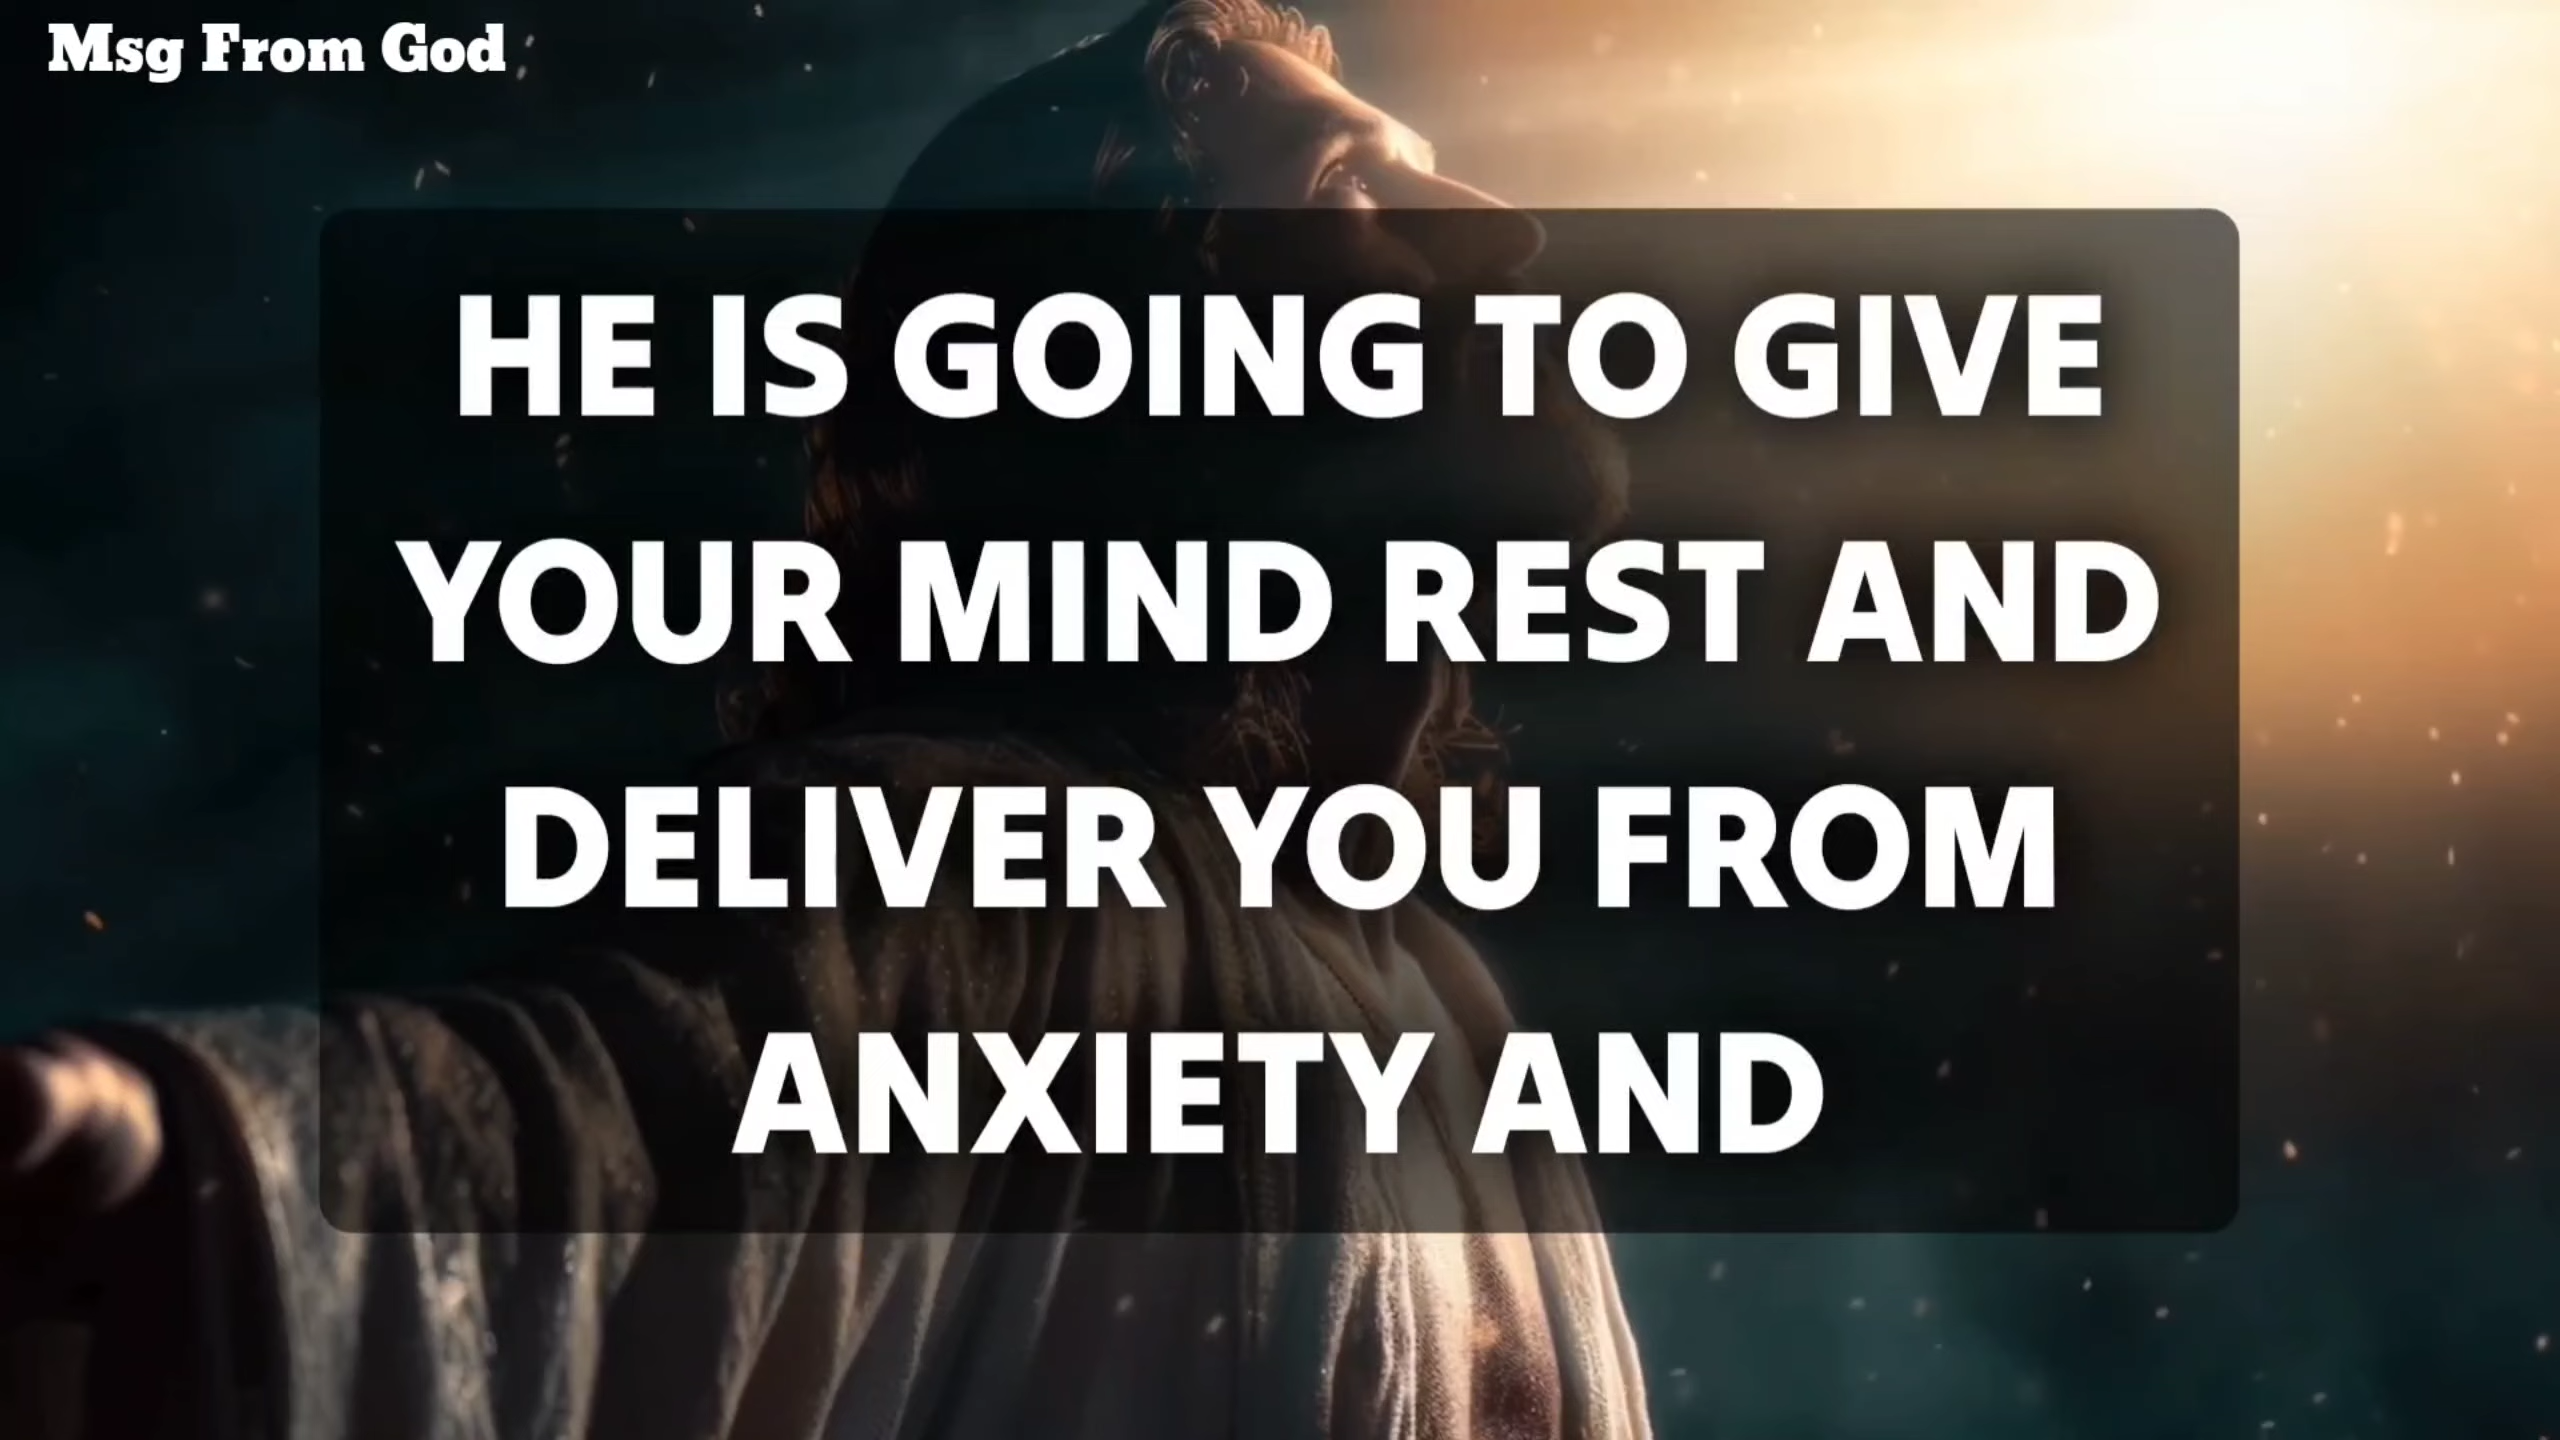 Msg From God
HE IS GOING TO GIVE
YOUR MIND REST AND
DELIVER YOU FROM
ANXIETY AND